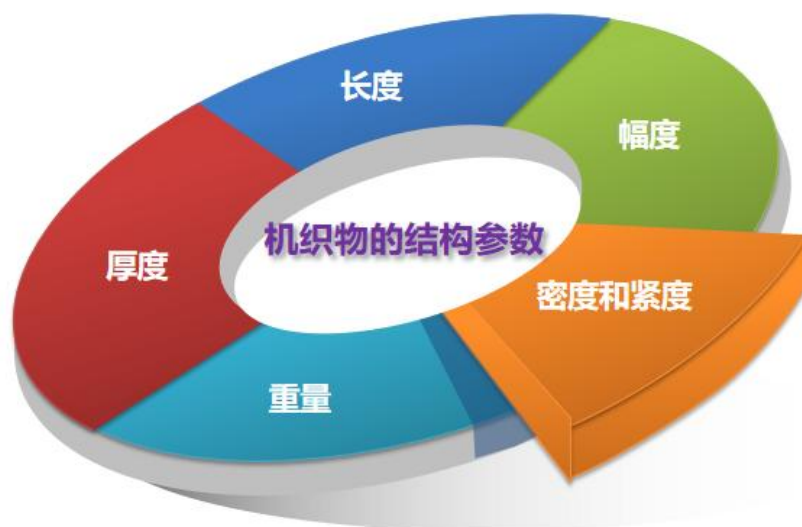 长度
幅度
机织物的结构参数
厚度
密度和紧度
重量